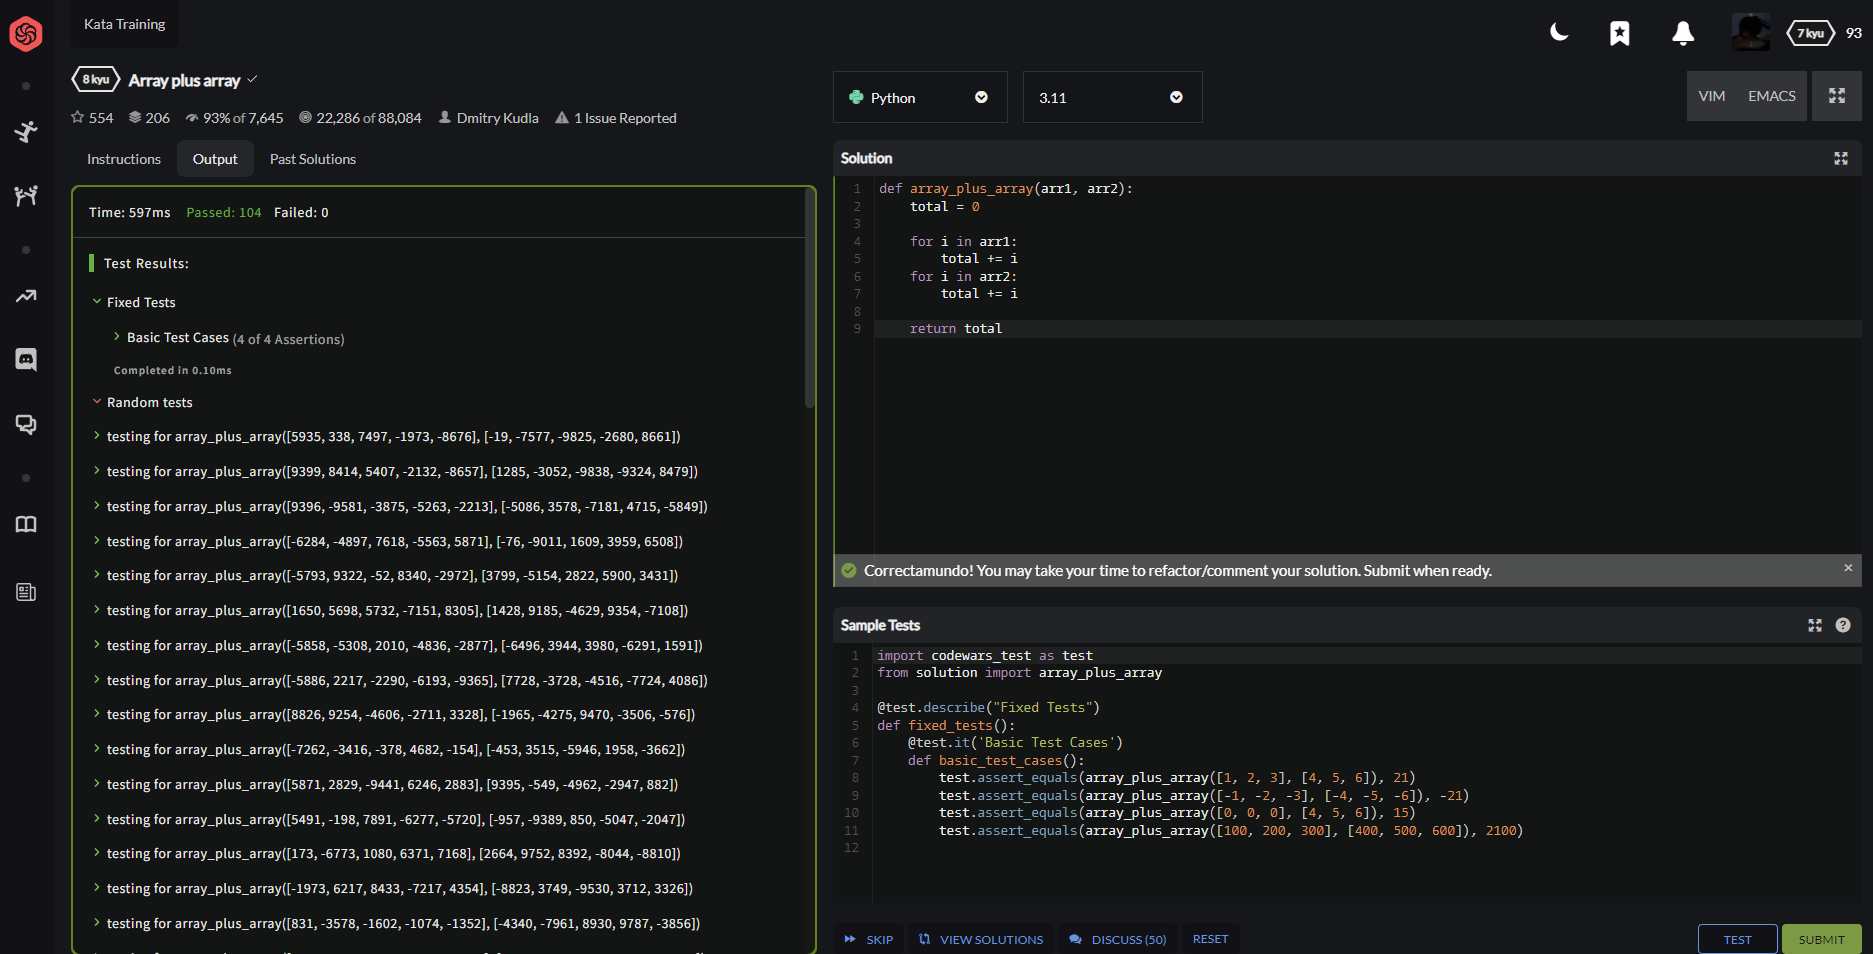 Kata Training
7 kyu
93
8 kyu
Array plus array
554
206
93% of 7,645
22,286 of 88,084
Dmitry Kudla
1 Issue Reported
Instructions
Output
Past Solutions
Time: 597ms Passed: 104 Failed: 0
Test Results:
Fixed Tests
Basic Test Cases (4 of 4 Assertions)
Completed in 0.10ms
Random tests
testing for array_plus_array([5935, 338, 7497, -1973, -8676], [-19, -7577, -9825, -2680, 8661])
testing for array_plus_array([9399, 8414, 5407, -2132, -8657], [1285, -3052, -9838, -9324, 8479])
testing for array_plus_array([9396, -9581, -3875, -5263, -2213], [-5086, 3578, -7181, 4715, -5849])
testing for array_plus_array([-6284, -4897, 7618, -5563, 5871], [-76, -9011, 1609, 3959, 6508])
testing for array_plus_array([-5793, 9322, -52, 8340, -2972], [3799, -5154, 2822, 5900, 3431])
testing for array_plus_array([1650, 5698, 5732, -7151, 8305], [1428, 9185, -4629, 9354, -7108])
testing for array_plus_array([-5858, -5308, 2010, -4836, -2877], [-6496, 3944, 3980, -6291, 1591])
testing for array_plus_array([-5886, 2217, -2290, -6193, -9365], [7728, -3728, -4516, -7724, 4086])
testing for array_plus_array([8826, 9254, -4606, -2711, 3328], [-1965, -4275, 9470, -3506, -576])
testing for array_plus_array([-7262, -3416, -378, 4682, -154], [-453, 3515, -5946, 1958, -3662])
testing for array_plus_array([5871, 2829, -9441, 6246, 2883], [9395, -549, -4962, -2947, 882])
testing for array_plus_array([5491, -198, 7891, -6277, -5720], [-957, -9389, 850, -5047, -2047])
testing for array_plus_array([173, -6773, 1080, 6371, 7168], [2664, 9752, 8392, -8044, -8810])
testing for array_plus_array([-1973, 6217, 8433, -7217, 4354], [-8823, 3749, -9530, 3712, 3326])
testing for array_plus_array([831, -3578, -1602, -1074, -1352], [-4340, -7961, 8930, 9787, -3856])
Python
3.11
VIM
EMACS
Solution
1 def array_plus_array(arr1, arr2):
2     total = 0
3
4     for i in arr1:
5         total += i
6     for i in arr2:
7         total += i
8
9     return total
Correctamundo! You may take your time to refactor/comment your solution. Submit when ready.
×
Sample Tests
?
1 import codewars_test as test
2 from solution import array_plus_array
3
4 @test.describe("Fixed Tests")
5 def fixed_tests():
6     @test.it('Basic Test Cases')
7     def basic_test_cases():
8         test.assert_equals(array_plus_array([1, 2, 3], [4, 5, 6]), 21)
9         test.assert_equals(array_plus_array([-1, -2, -3], [-4, -5, -6]), -21)
10         test.assert_equals(array_plus_array([0, 0, 0], [4, 5, 6]), 15)
11         test.assert_equals(array_plus_array([100, 200, 300], [400, 500, 600]), 2100)
12
SKIP
VIEW SOLUTIONS
DISCUSS (50)
RESET
TEST
SUBMIT